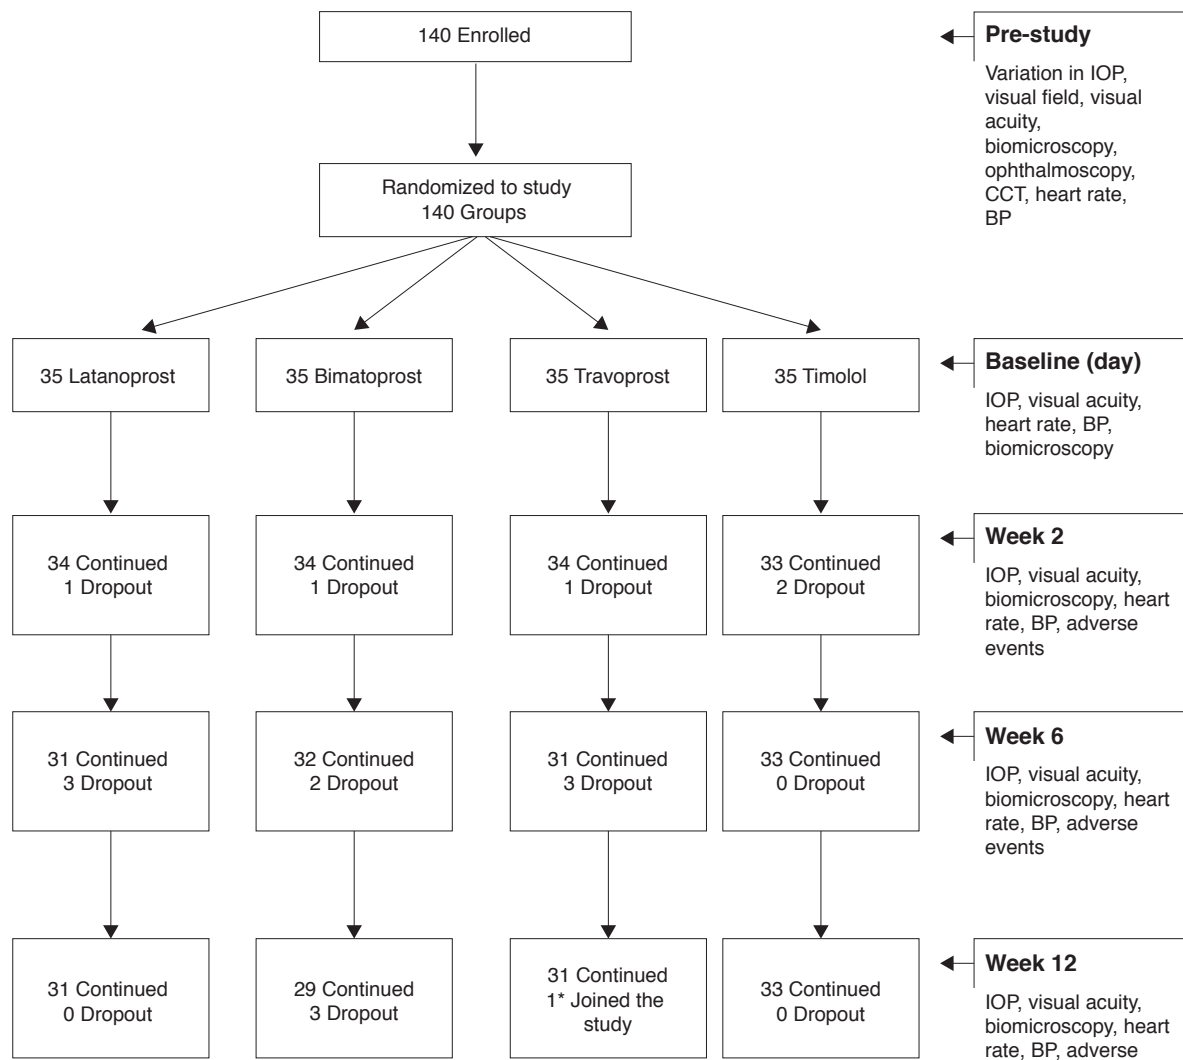 140 Enrolled
Pre-study
Variation in IOP,
visual field, visual
acuity,
biomicroscopy,
ophthalmoscopy,
CCT, heart rate,
BP
Randomized to study
140 Groups
35 Latanoprost
35 Bimatoprost
35 Travoprost
35 Timolol
Baseline (day)
IOP, visual acuity,
heart rate, BP,
biomicroscopy
34 Continued
1 Dropout
34 Continued
1 Dropout
34 Continued
1 Dropout
33 Continued
2 Dropout
Week 2
IOP, visual acuity,
biomicroscopy, heart
rate, BP, adverse
events
31 Continued
3 Dropout
32 Continued
2 Dropout
31 Continued
3 Dropout
33 Continued
0 Dropout
Week 6
IOP, visual acuity,
biomicroscopy, heart
rate, BP, adverse
events
31 Continued
0 Dropout
29 Continued
3 Dropout
31 Continued
1* Joined the
study
33 Continued
0 Dropout
Week 12
IOP, visual acuity,
biomicroscopy, heart
rate, BP, adverse